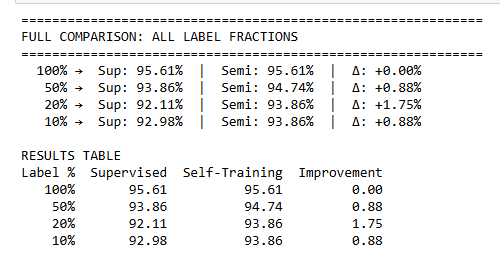 ================================================================
FULL COMPARISON: ALL LABEL FRACTIONS
================================================================
  100% → Sup: 95.61%  |  Semi: 95.61%  |  Δ: +0.00%
   50% → Sup: 93.86%  |  Semi: 94.74%  |  Δ: +0.88%
   20% → Sup: 92.11%  |  Semi: 93.86%  |  Δ: +1.75%
   10% → Sup: 92.98%  |  Semi: 93.86%  |  Δ: +0.88%

RESULTS TABLE
Label %  Supervised  Self-Training  Improvement
   100%       95.61          95.61         0.00
    50%       93.86          94.74         0.88
    20%       92.11          93.86         1.75
    10%       92.98          93.86         0.88